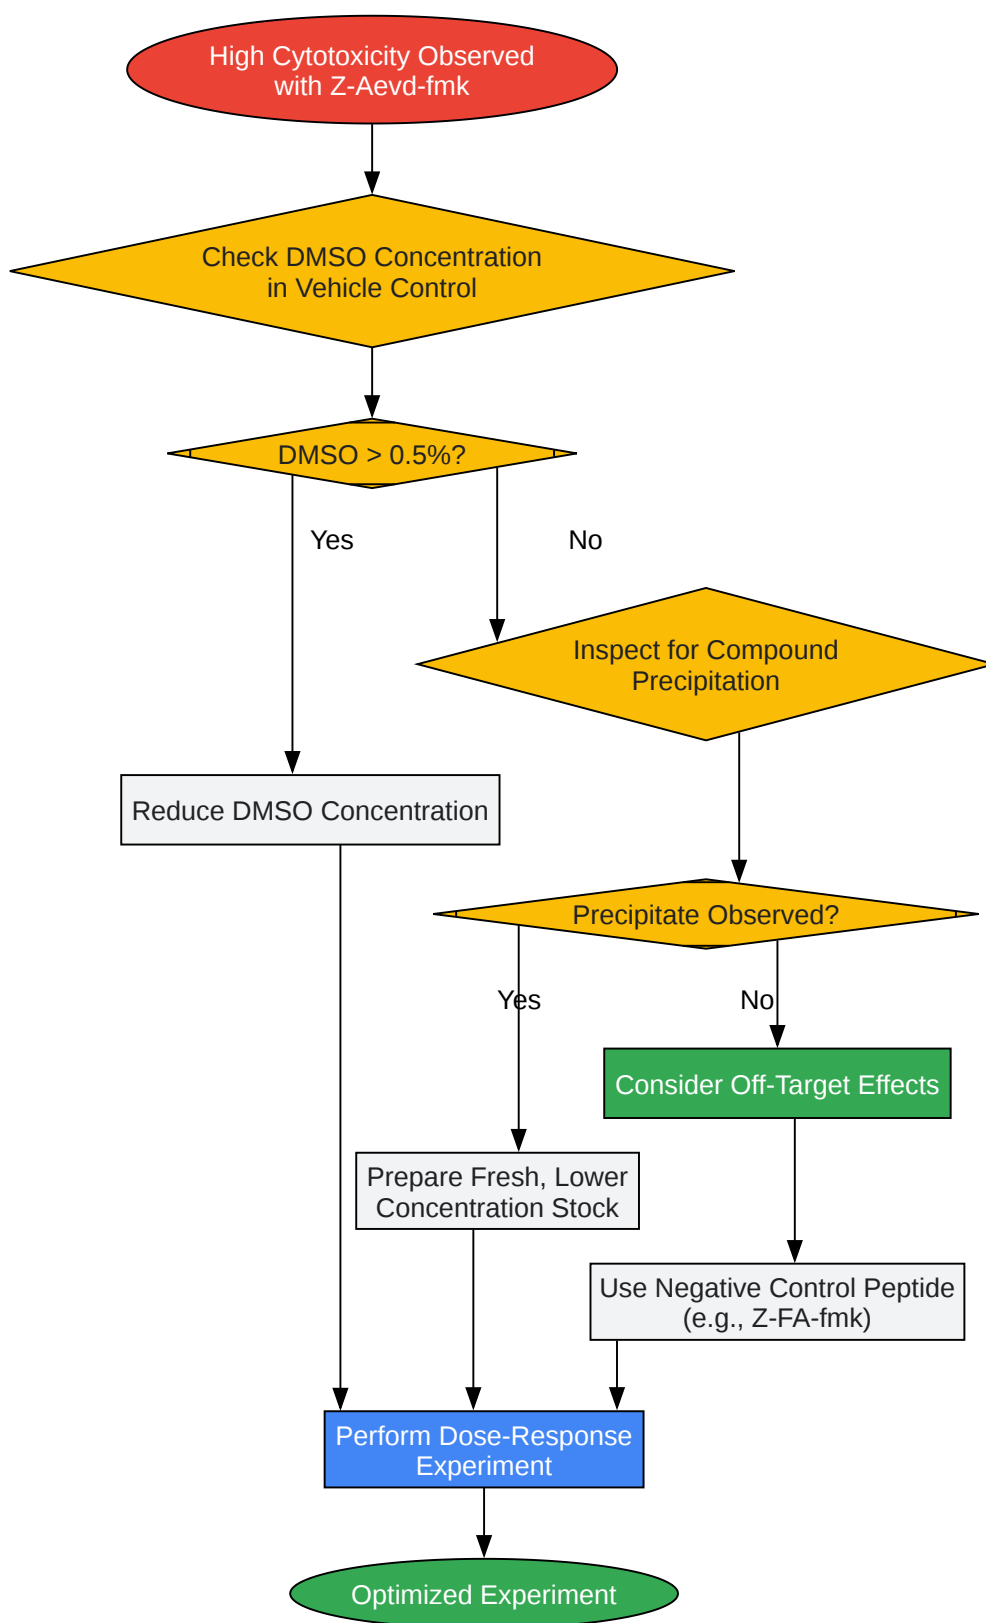 High Cytotoxicity Observed
with Z-Aevd-fmk
Check DMSO Concentration
in Vehicle Control
DMSO > 0.5%?
Yes
No
Inspect for Compound
Precipitation
Reduce DMSO Concentration
Precipitate Observed?
Yes
No
Consider Off-Target Effects
Prepare Fresh, Lower
Concentration Stock
Use Negative Control Peptide
(e.g., Z-FA-fmk)
Perform Dose-Response
Experiment
Optimized Experiment